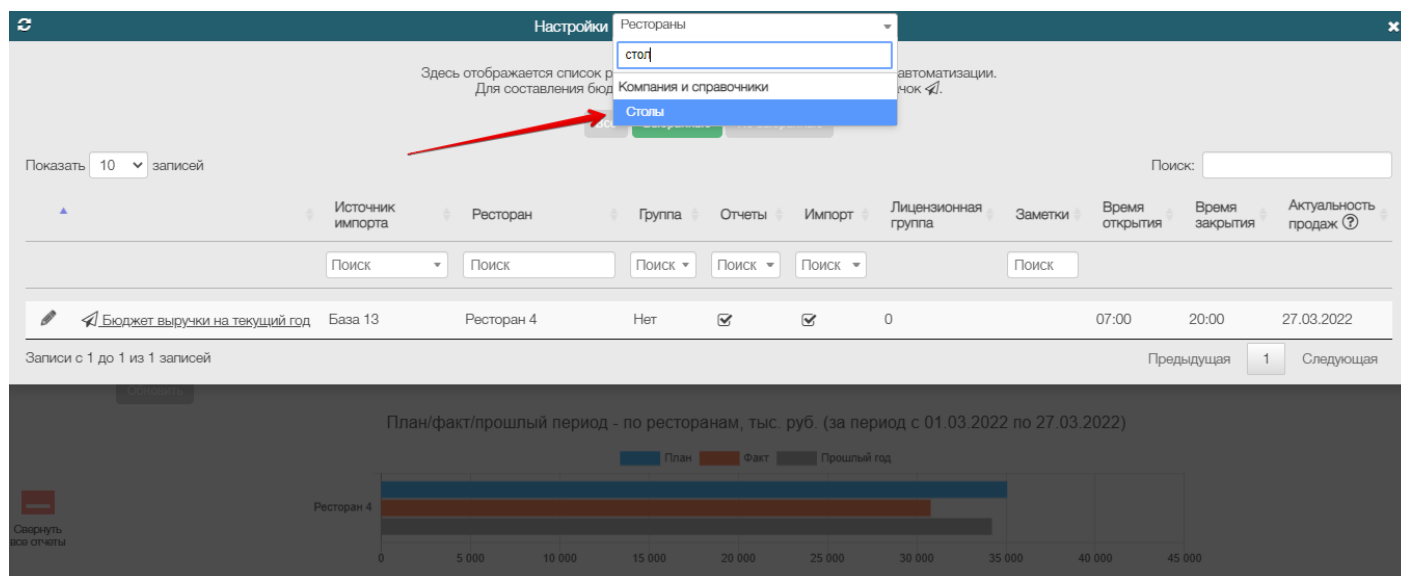 Настройки Рестораны
стол
Здесь отображается список р автоматизации.
Компания и справочники
Для составления бюд чок
Столы
Показать 10 записей Поиск:
Источник импорта Ресторан Группа Отчеты Импорт Лицензионная группа Заметки Время открытия Время закрытия Актуальность продаж ?
Поиск Поиск Поиск Поиск Поиск Поиск
Бюджет выручки на текущий год База 13 Ресторан 4 Нет 0 07:00 20:00 27.03.2022
Записи с 1 до 1 из 1 записей Предыдущая 1 Следующая
Обновить
План/факт/прошлый период - по ресторанам, тыс. руб. (за период с 01.03.2022 по 27.03.2022)
План Факт Прошлый год
Ресторан 4
Свернуть
все отчеты
0 5 000 10 000 15 000 20 000 25 000 30 000 35 000 40 000 45 000